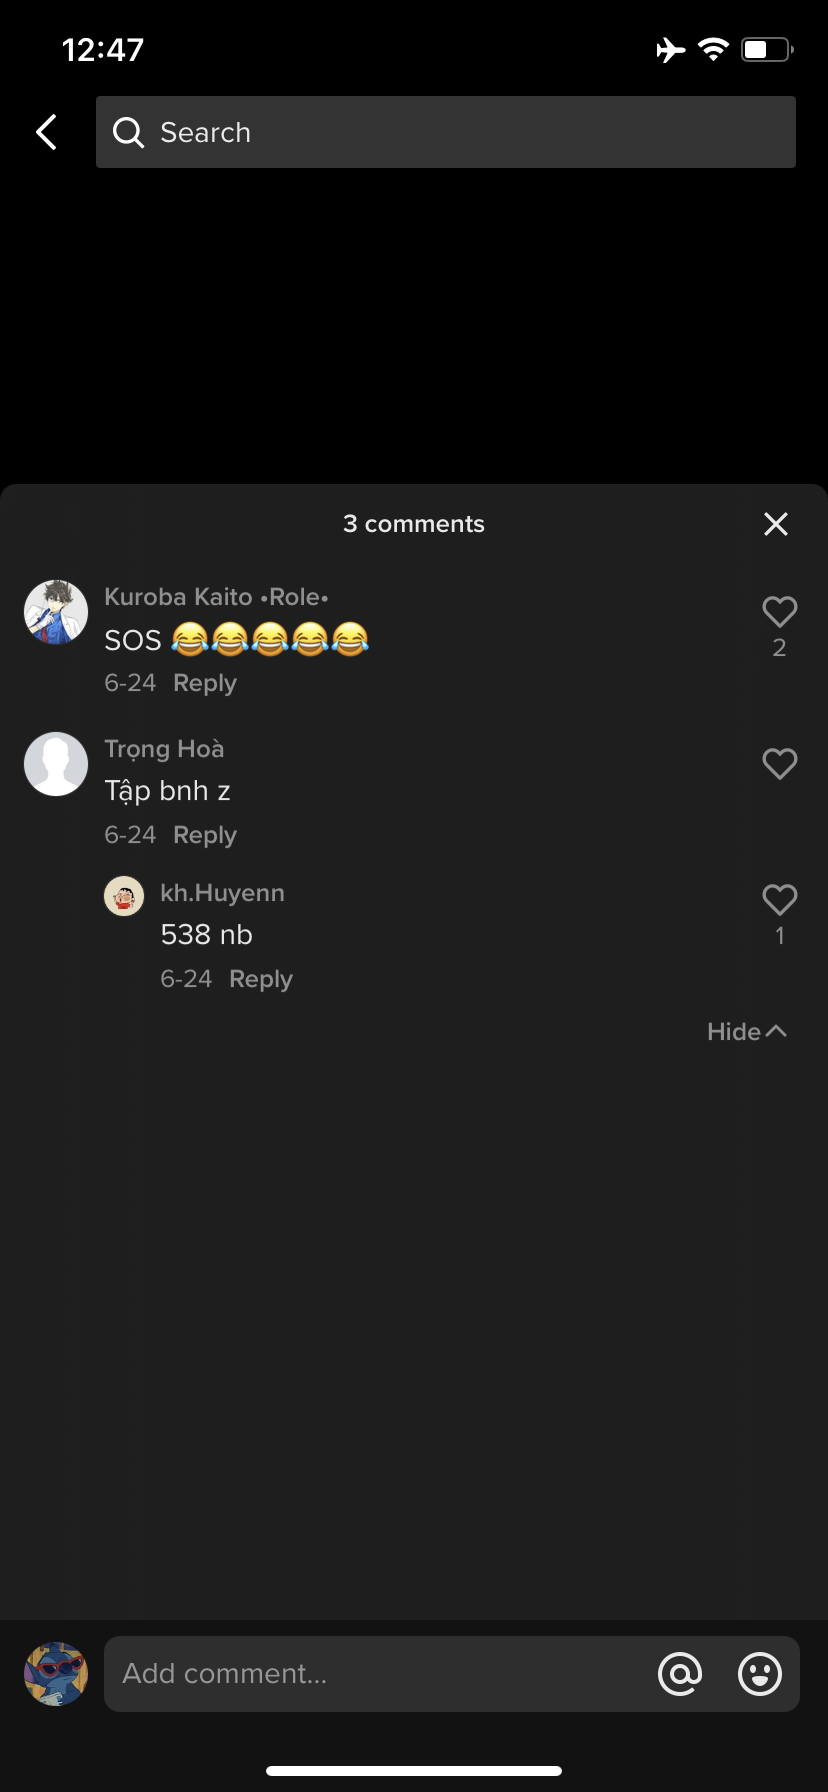 12:47
Search
3 comments
Kuroba Kaito •Role•
SOS 😂😂😂😂😂
2
6-24 Reply
Trọng Hoà
Tập bnh z
6-24 Reply
kh.Huyenn
538 nb
1
6-24 Reply
Hide
Add comment...